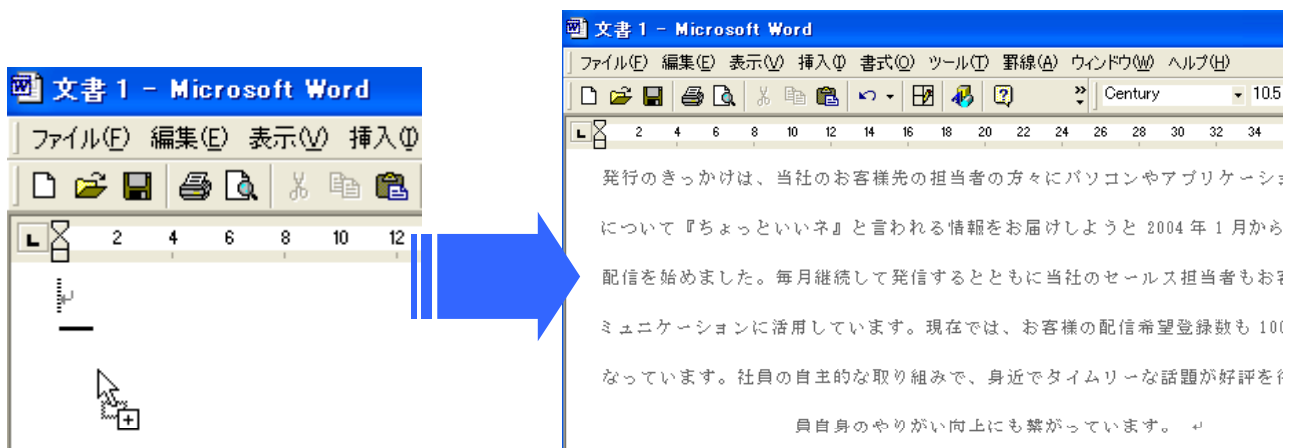 文書 1 - Microsoft Word
ファイル(F) 編集(E) 表示(V) 挿入(I)
2 4 6 8 10 12
文書 1 - Microsoft Word
ファイル(F) 編集(E) 表示(V) 挿入(I) 書式(O) ツール(T) 罫線(A) ウィンドウ(W) ヘルプ(H)
Century 10.5
2 4 6 8 10 12 14 16 18 20 22 24 26 28 30 32 34
発行のきっかけは、当社のお客様先の担当者の方々にパソコンやアプリケーショ
について『ちょっといいネ』と言われる情報をお届けしようと 2004 年 1 月から
配信を始めました。毎月継続して発信するとともに当社のセールス担当者もお客
ミュニケーションに活用しています。現在では、お客様の配信希望登録数も 100
なっています。社員の自主的な取り組みで、身近でタイムリーな話題が好評を得
員自身のやりがい向上にも繋がっています。